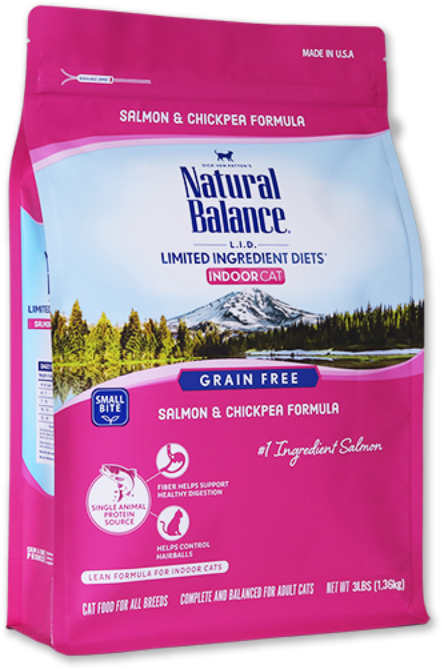 MADE IN U.S.A
SALMON & CHICKPEA FORMULA
DICK VAN PATTEN'S
Natural
Balance®
L.I.D.
LIMITED INGREDIENT DIETS®
INDOOR CAT
GRAIN FREE
SMALL
BITE
SALMON & CHICKPEA FORMULA
#1 Ingredient Salmon
FIBER HELPS SUPPORT
HEALTHY DIGESTION
SINGLE ANIMAL
PROTEIN
SOURCE
HELPS CONTROL
HAIRBALLS
LEAN FORMULA FOR INDOOR CATS
CAT FOOD FOR ALL BREEDS
COMPLETE AND BALANCED FOR ADULT CATS
NET WT 3LBS (1,36kg)